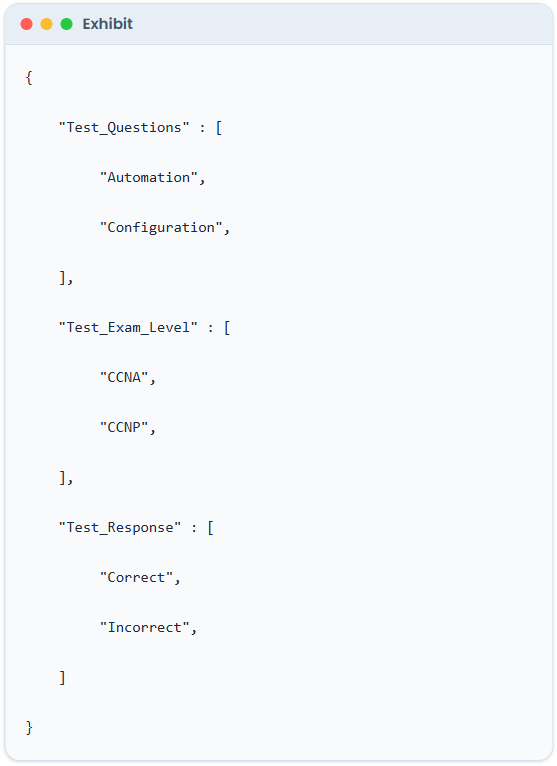 Exhibit
{
"Test_Questions" : [
"Automation",
"Configuration",
],
"Test_Exam_Level" : [
"CCNA",
"CCNP",
],
"Test_Response" : [
"Correct",
"Incorrect",
]
}